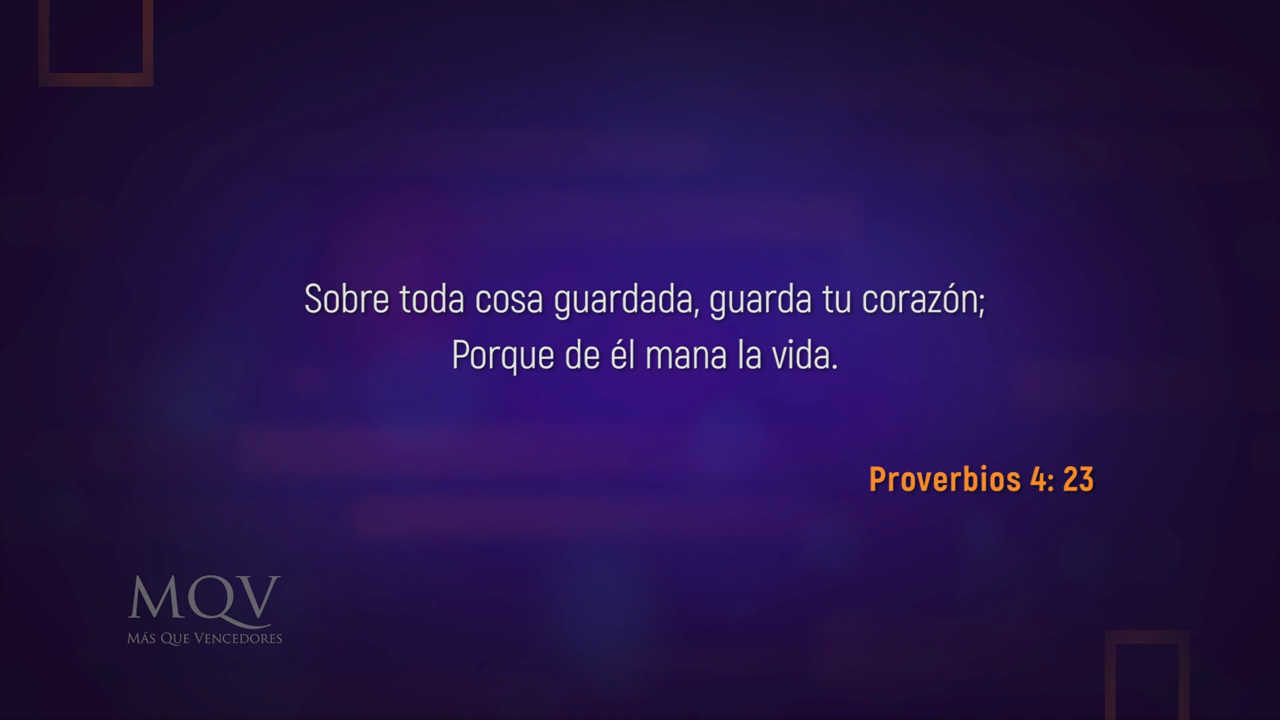 Sobre toda cosa guardada, guarda tu corazón;
Porque de él mana la vida.
Proverbios 4: 23
MQV
MÁS QUE VENCEDORES